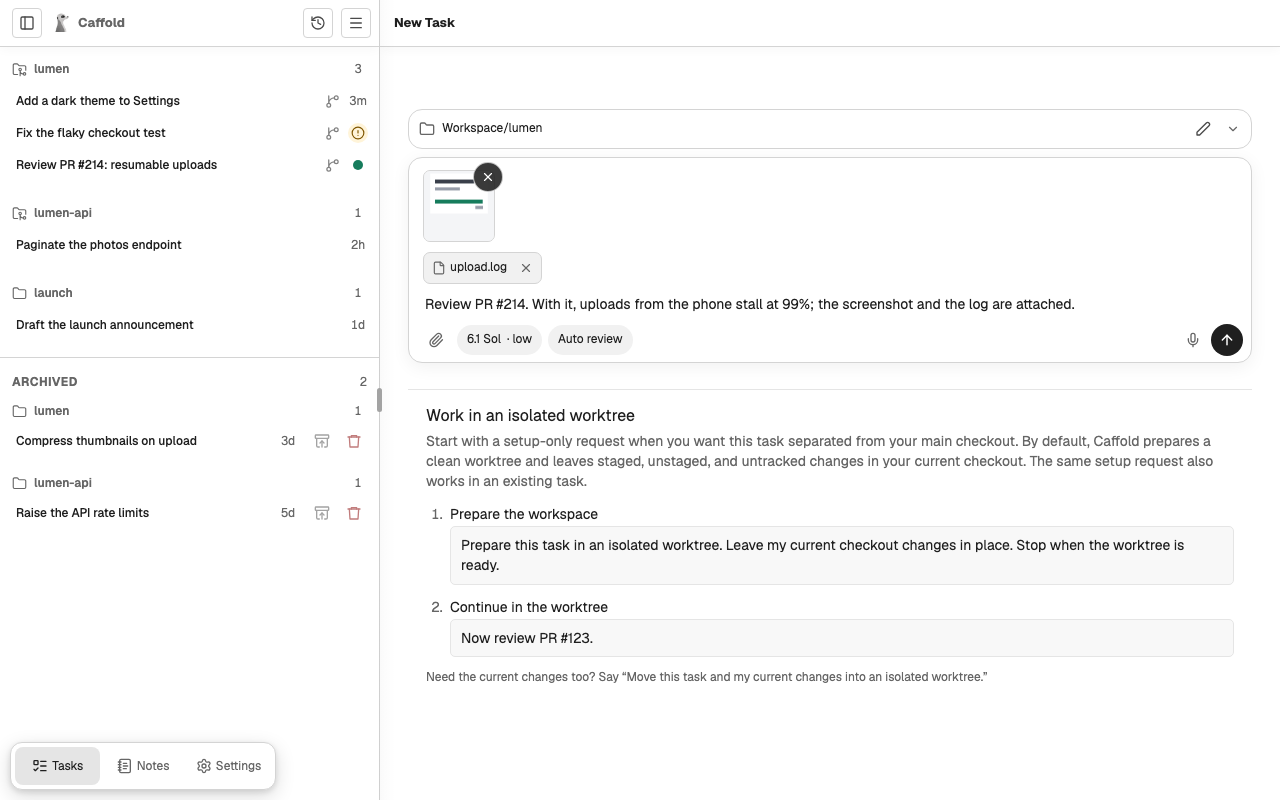 Caffold
New Task
lumen 3
Add a dark theme to Settings 3m
Fix the flaky checkout test
Review PR #214: resumable uploads
lumen-api 1
Paginate the photos endpoint 2h
launch 1
Draft the launch announcement 1d
ARCHIVED 2
lumen 1
Compress thumbnails on upload 3d
lumen-api 1
Raise the API rate limits 5d
Tasks Notes Settings
Workspace/lumen
upload.log
Review PR #214. With it, uploads from the phone stall at 99%; the screenshot and the log are attached.
6.1 Sol · low Auto review
Work in an isolated worktree
Start with a setup-only request when you want this task separated from your main checkout. By default, Caffold prepares a
clean worktree and leaves staged, unstaged, and untracked changes in your current checkout. The same setup request also
works in an existing task.
1. Prepare the workspace
Prepare this task in an isolated worktree. Leave my current checkout changes in place. Stop when the worktree is
ready.
2. Continue in the worktree
Now review PR #123.
Need the current changes too? Say “Move this task and my current changes into an isolated worktree.”